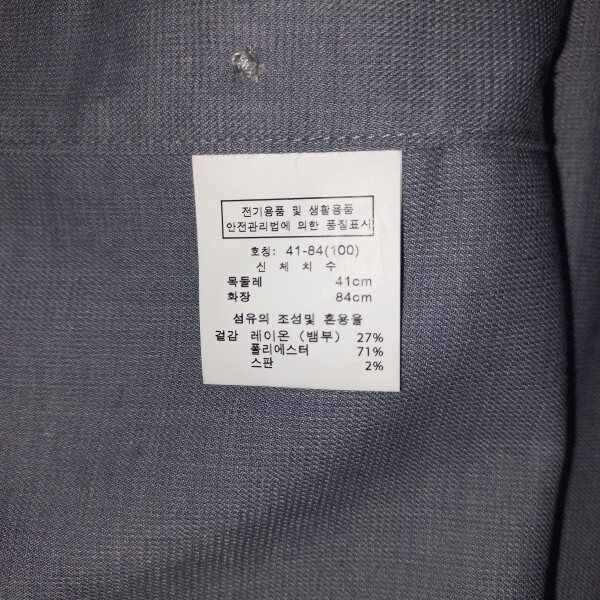 전기용품 및 생활용품
안전관리법에 의한 품질표시
호칭: 41-84(100)
신 체 치 수
목둘레 41cm
화장 84cm
섬유의 조성및 혼용율
겉감 레이온 (뱀부) 27%
폴리에스터 71%
스판 2%